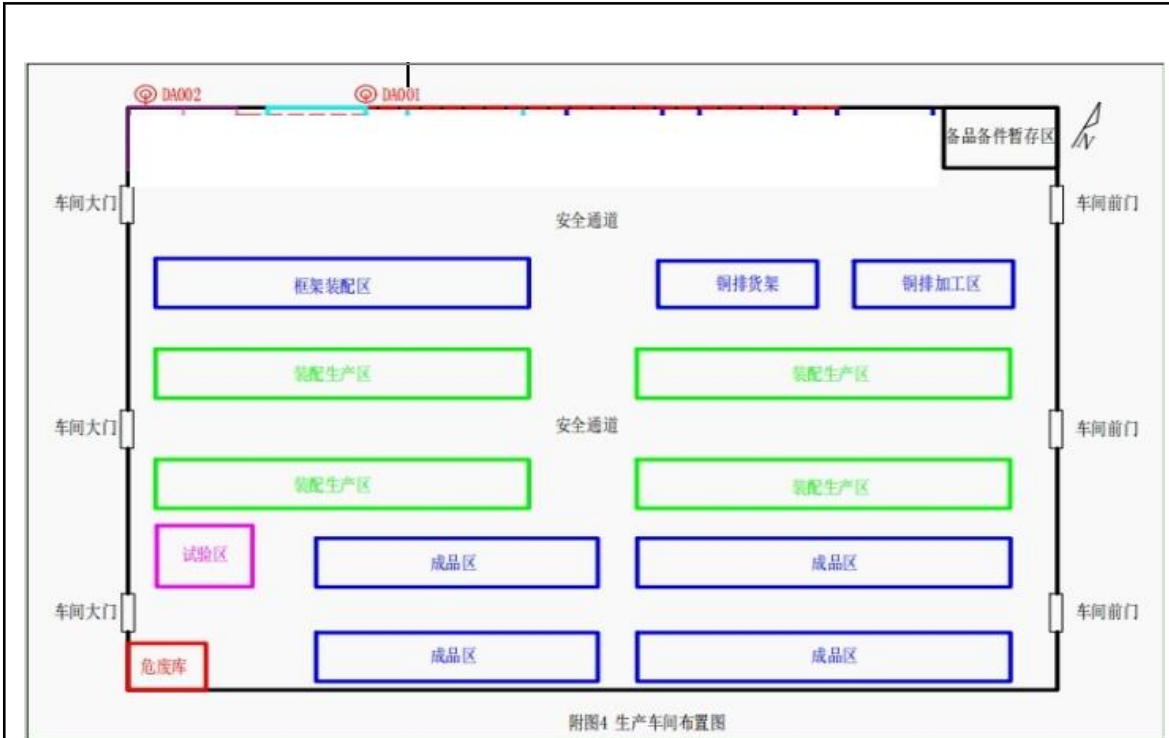 DA002 DA001
备品备件暂存区
N
车间大门 车间前门
安全通道
框架装配区 铜排货架 铜排加工区
装配生产区 装配生产区
车间大门 安全通道 车间前门
装配生产区 装配生产区
试验区 成品区 成品区
车间大门 车间前门
危废库 成品区 成品区
附图4 生产车间布置图